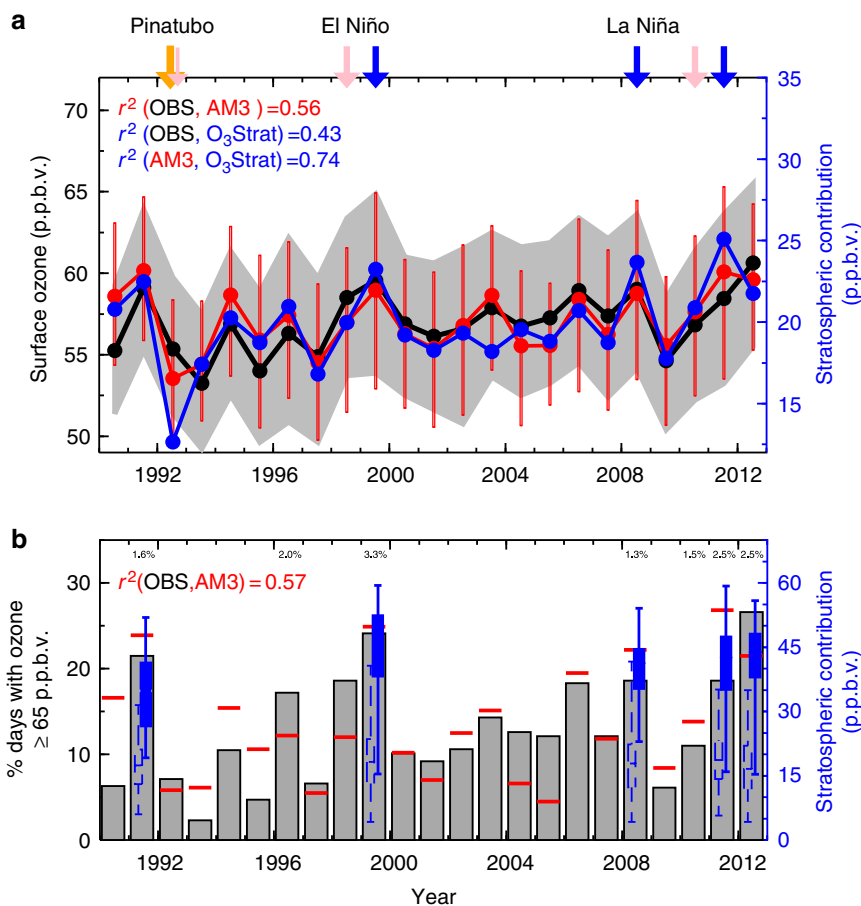 a
Pinatubo El Niño La Niña
r² (OBS, AM3 ) =0.56
r² (OBS, O₃Strat) =0.43
r² (AM3, O₃Strat) =0.74
Surface ozone (p.p.b.v.)
70
65
60
55
50
Stratospheric contribution
(p.p.b.v.)
35
30
25
20
15
1992 1996 2000 2004 2008 2012
b
1.6% 2.0% 3.3% 1.3% 1.5% 2.5% 2.5%
r²(OBS,AM3) = 0.57
% days with ozone
≥ 65 p.p.b.v.
30
20
10
0
Stratospheric contribution
(p.p.b.v.)
60
45
30
15
0
1992 1996 2000 2004 2008 2012
Year